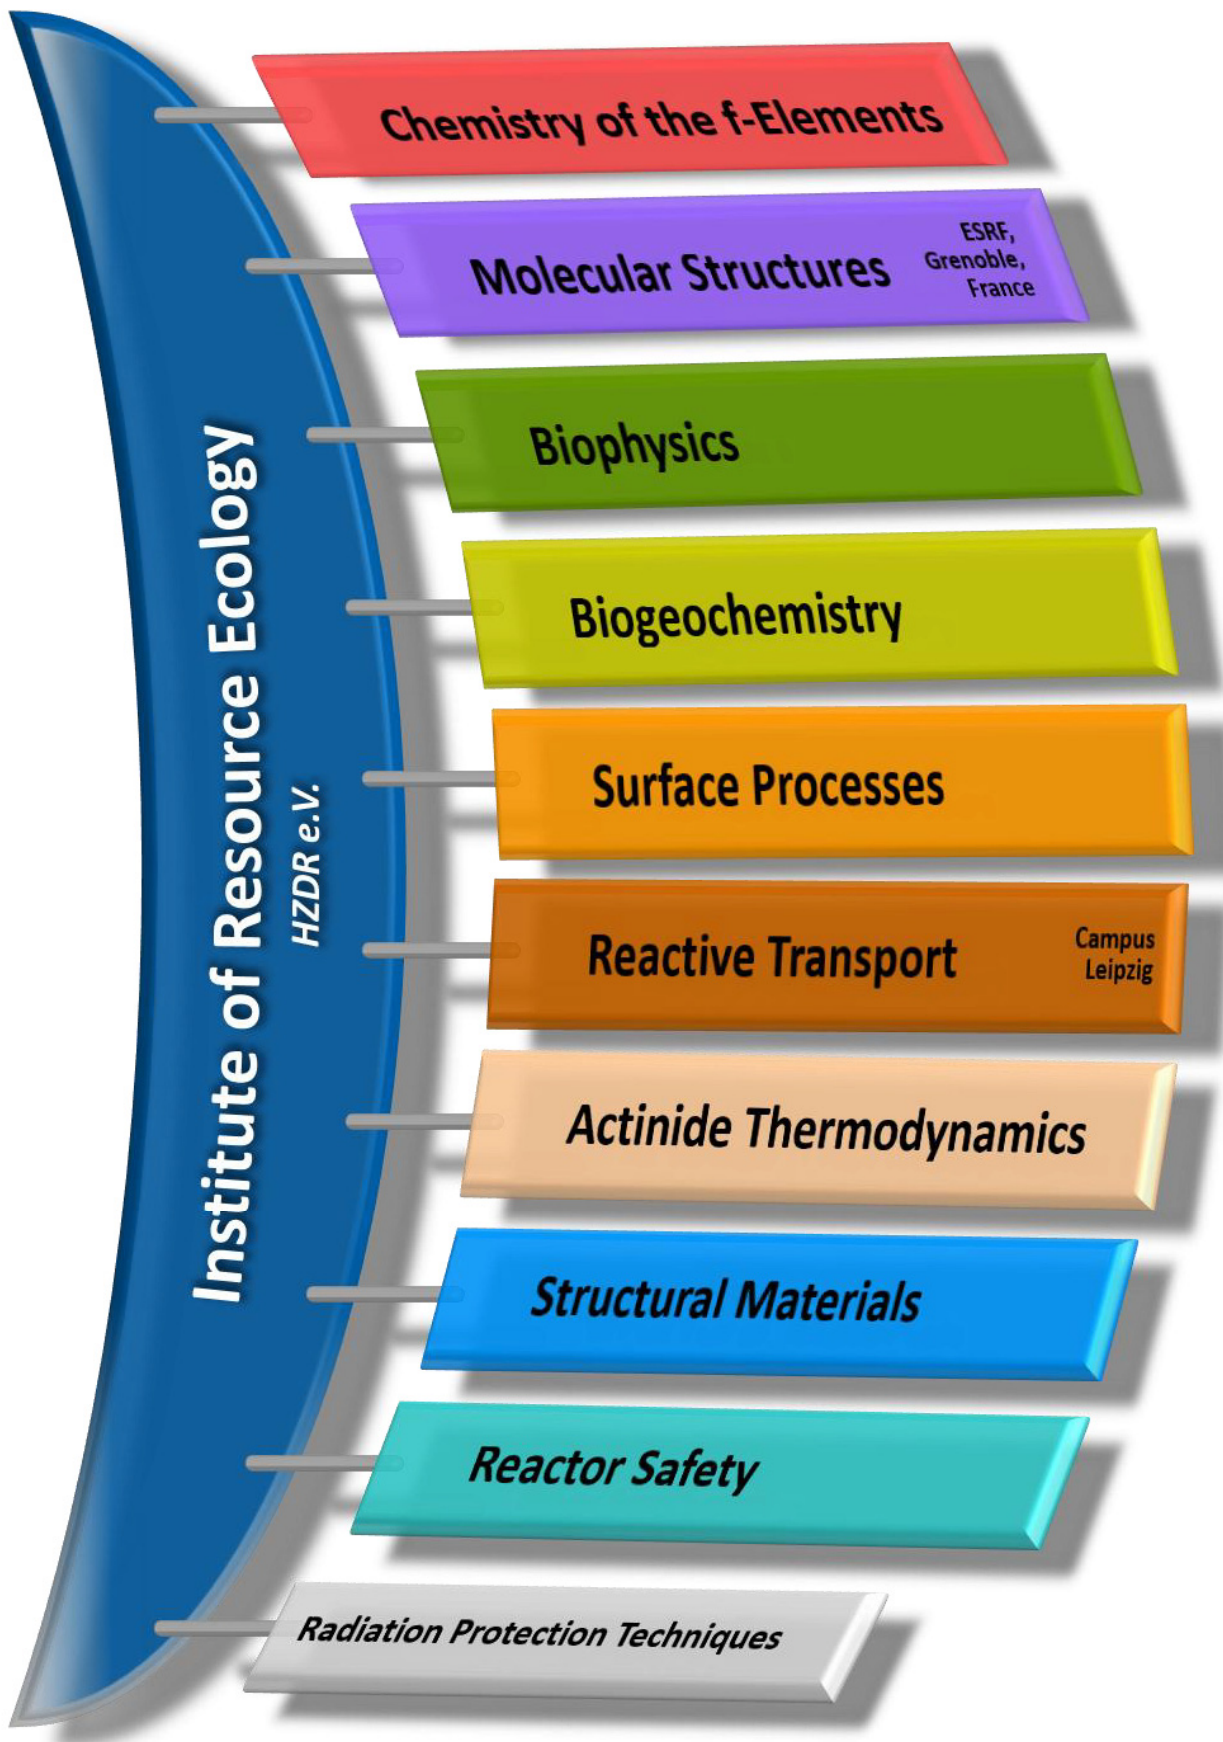 Institute of Resource Ecology
HZDR e.V.
Chemistry of the f-Elements
Molecular Structures
ESRF,
Grenoble,
France
Biophysics
Biogeochemistry
Surface Processes
Reactive Transport
Campus
Leipzig
Actinide Thermodynamics
Structural Materials
Reactor Safety
Radiation Protection Techniques